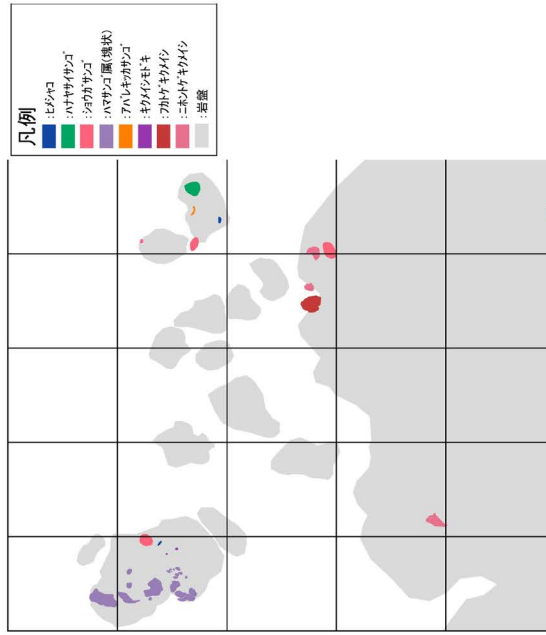 凡例
:ヒメシャコ
:ハナヤサイサンゴ
:ショウガサンゴ
:ハマサンゴ属(塊状)
:アバレキッカサンゴ
:キクメイシモドキ
:フカトゲキクメイシ
:ニホントゲキクメイシ
:岩盤